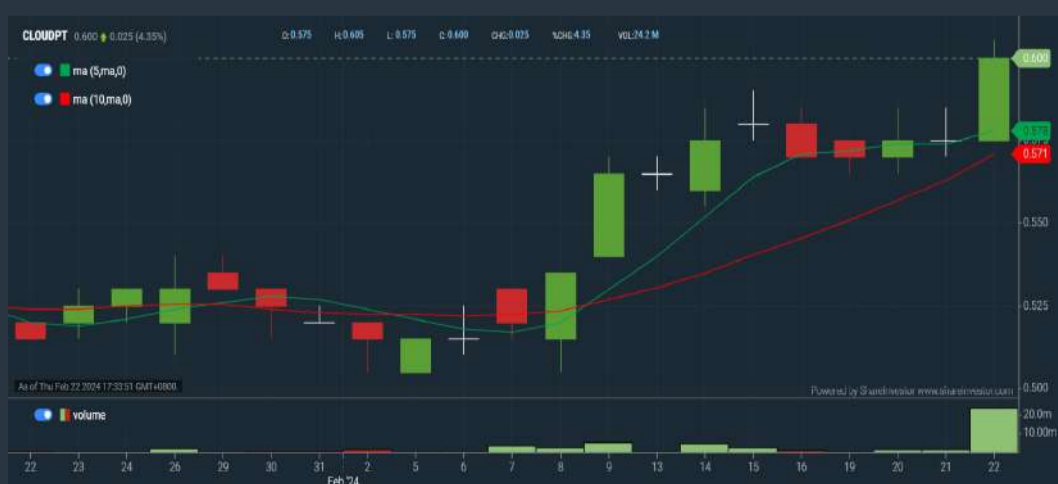 CLOUDPT 0.600 0.025 (4.35%) O: 0.575 H: 0.605 L: 0.575 C: 0.600 CHG:0.025 %CHG:4.35 VOL:24.2 M
ma (5,ma,0)
ma (10,ma,0)
0.600
0.578
0.571
0.550
0.525
0.500
As of Thu Feb 22 2024 17:33:51 GMT+0800
Powered by ShareInvestor www.shareinvestor.com
volume
20.0m
10.00m
22 23 24 26 29 30 31 2 5 6 7 8 9 13 14 15 16 19 20 21 22
Feb '24